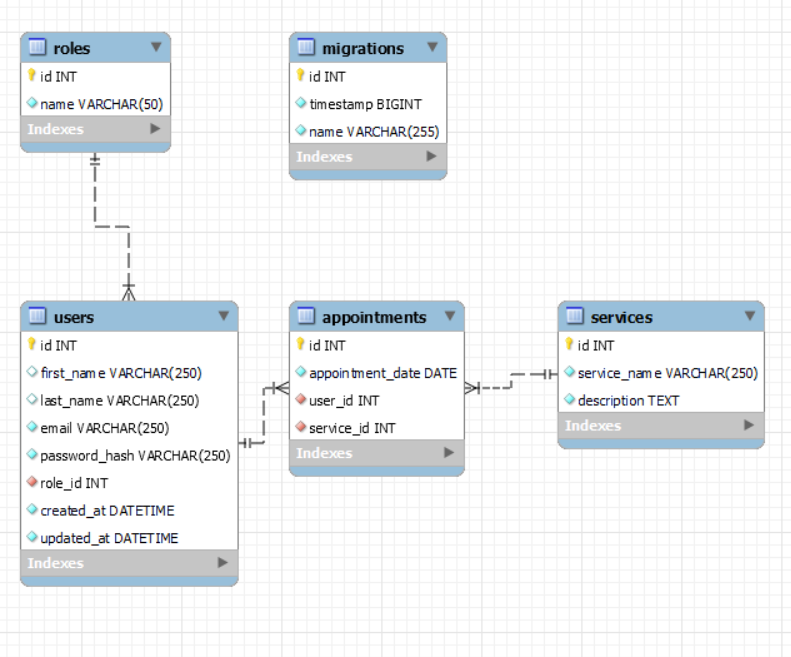 roles
id INT
name VARCHAR(50)
Indexes
migrations
id INT
timestamp BIGINT
name VARCHAR(255)
Indexes
users
id INT
first_name VARCHAR(250)
last_name VARCHAR(250)
email VARCHAR(250)
password_hash VARCHAR(250)
role_id INT
created_at DATETIME
updated_at DATETIME
Indexes
appointments
id INT
appointment_date DATE
user_id INT
service_id INT
Indexes
services
id INT
service_name VARCHAR(250)
description TEXT
Indexes